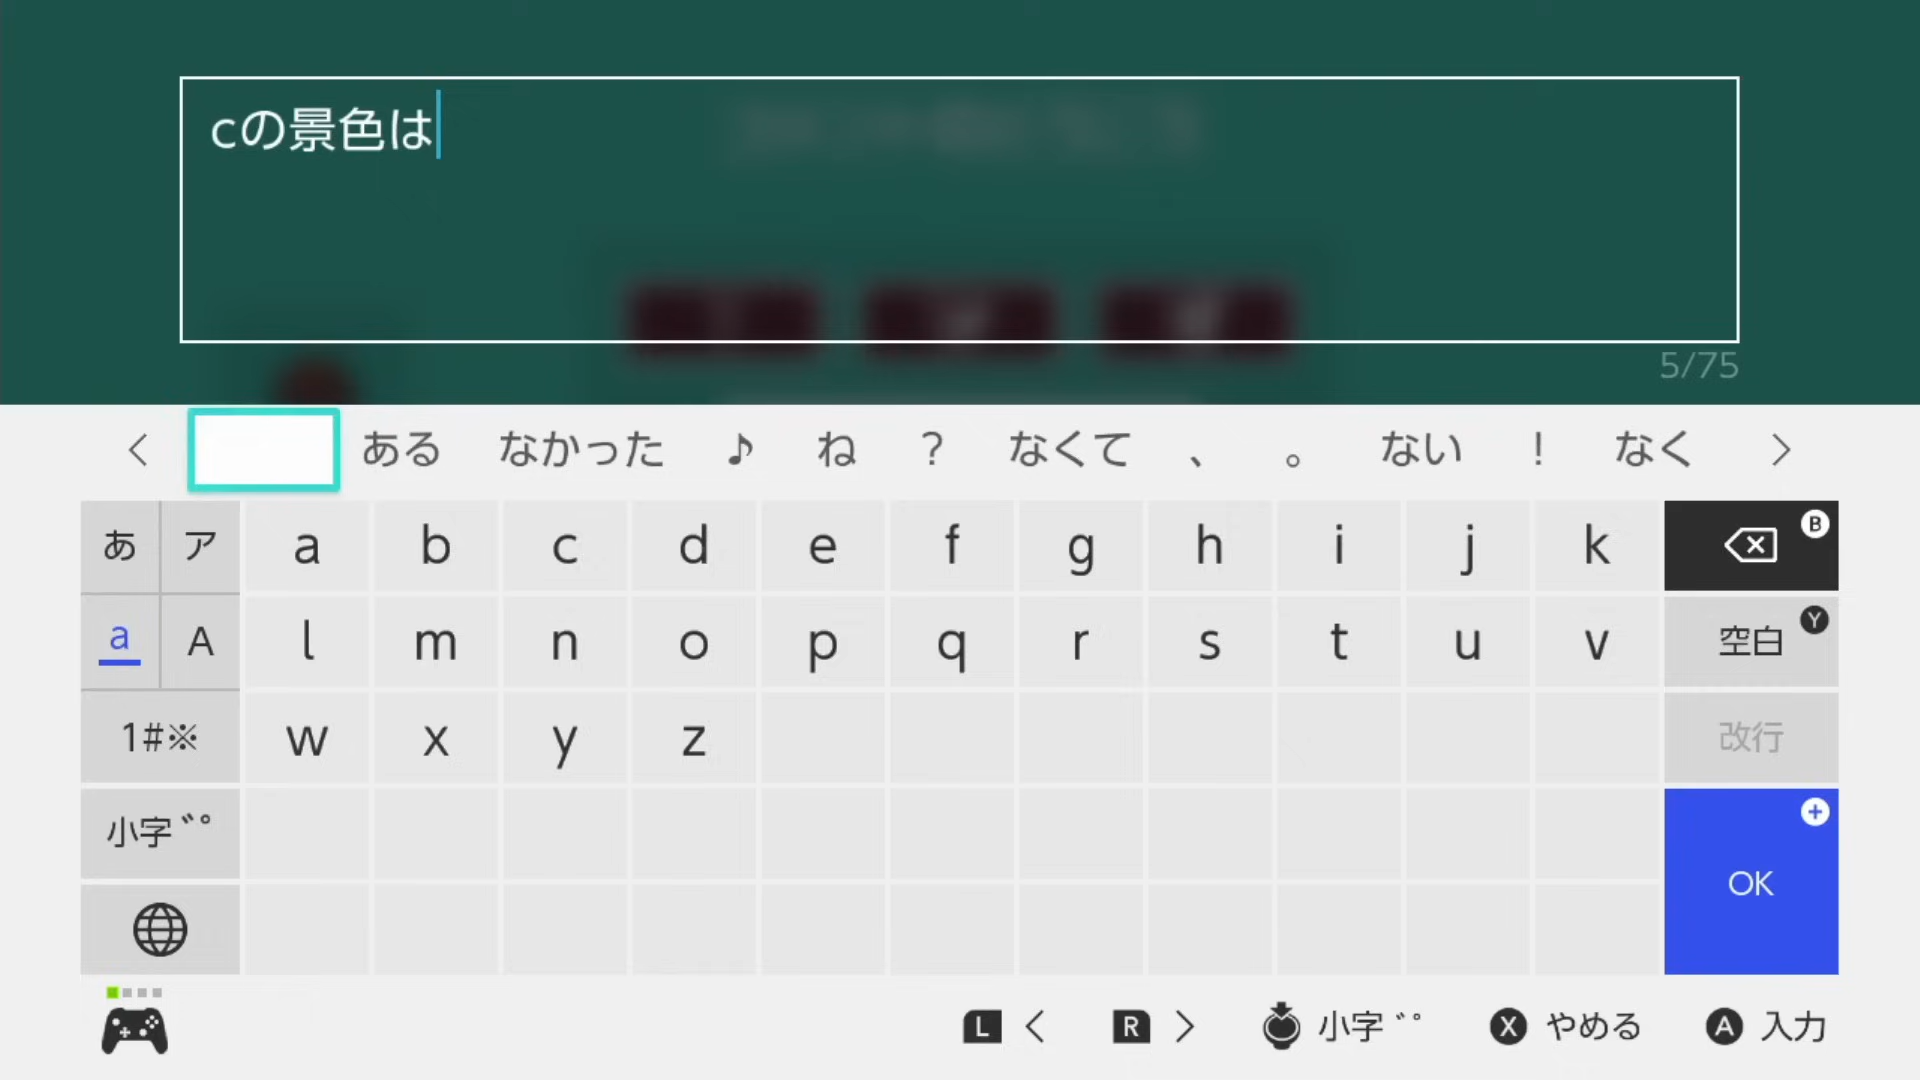 cの景色は
5/75
ある なかった ♪ ね ? なくて 、 。 ない ! なく
あ ア a b c d e f g h i j k B
a A l m n o p q r s t u v 空白 Y
1#※ w x y z 改行
小字゛゜
OK
L R 小字゛゜ X やめる A 入力